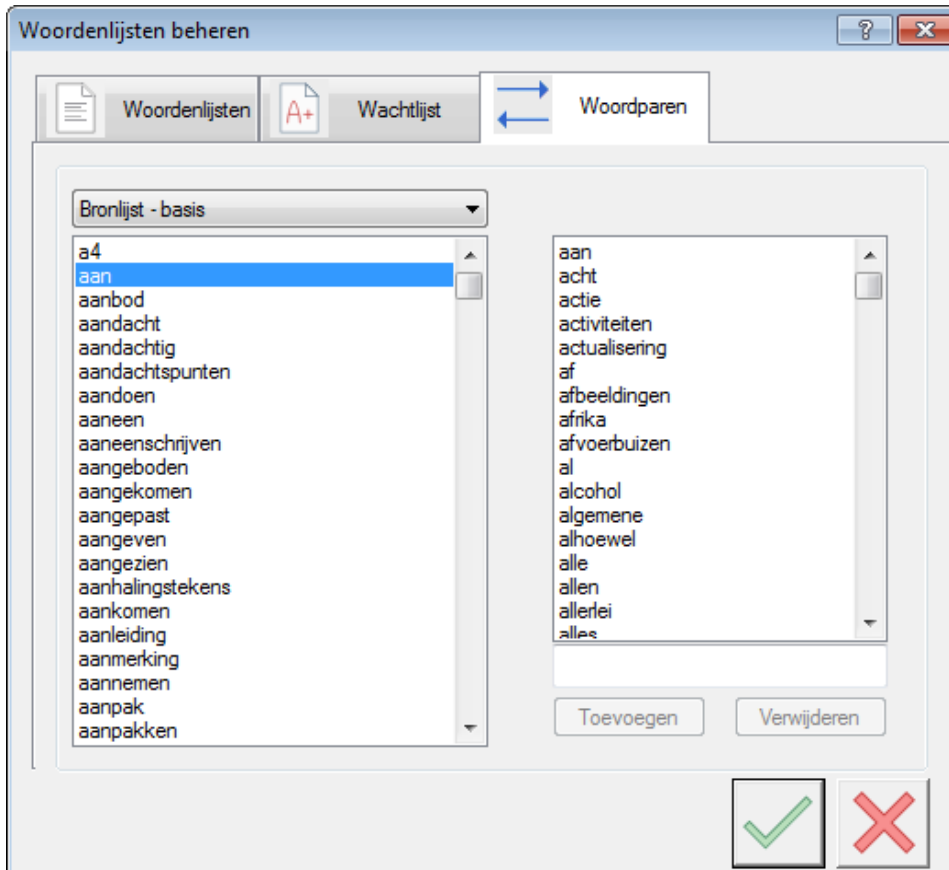 Woordenlijsten beheren
?
Woordenlijsten
A+
Wachtlijst
Woordparen
Bronlijst - basis
a4
aan
aanbod
aandacht
aandachtig
aandachtspunten
aandoen
aaneen
aaneenschrijven
aangeboden
aangekomen
aangepast
aangeven
aangezien
aanhalingstekens
aankomen
aanleiding
aanmerking
aannemen
aanpak
aanpakken
aan
acht
actie
activiteiten
actualisering
af
afbeeldingen
afrika
afvoerbuizen
al
alcohol
algemene
alhoewel
alle
allen
allerlei
alles
Toevoegen
Verwijderen